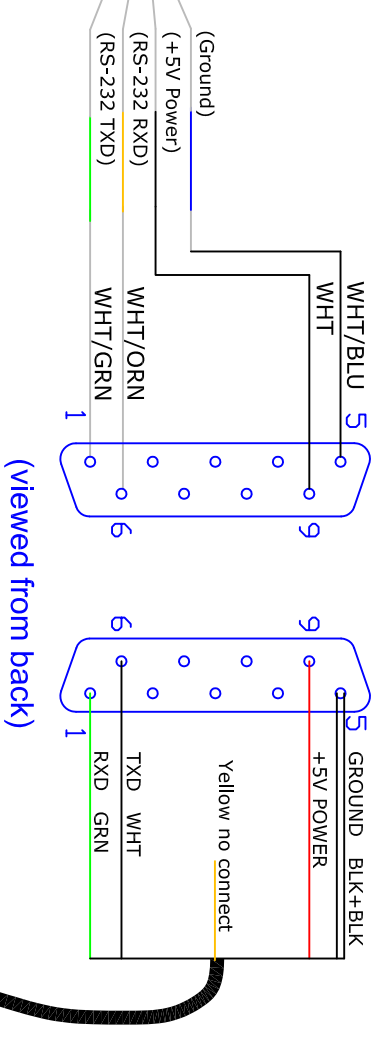 (Ground)
(+5V Power)
(RS-232 RXD)
(RS-232 TXD)
WHT/BLU
WHT
WHT/ORN
WHT/GRN
5
1
9
6
(viewed from back)
9
6
5
1
GROUND BLK+BLK
+5V POWER
Yellow no connect
TXD WHT
RXD GRN